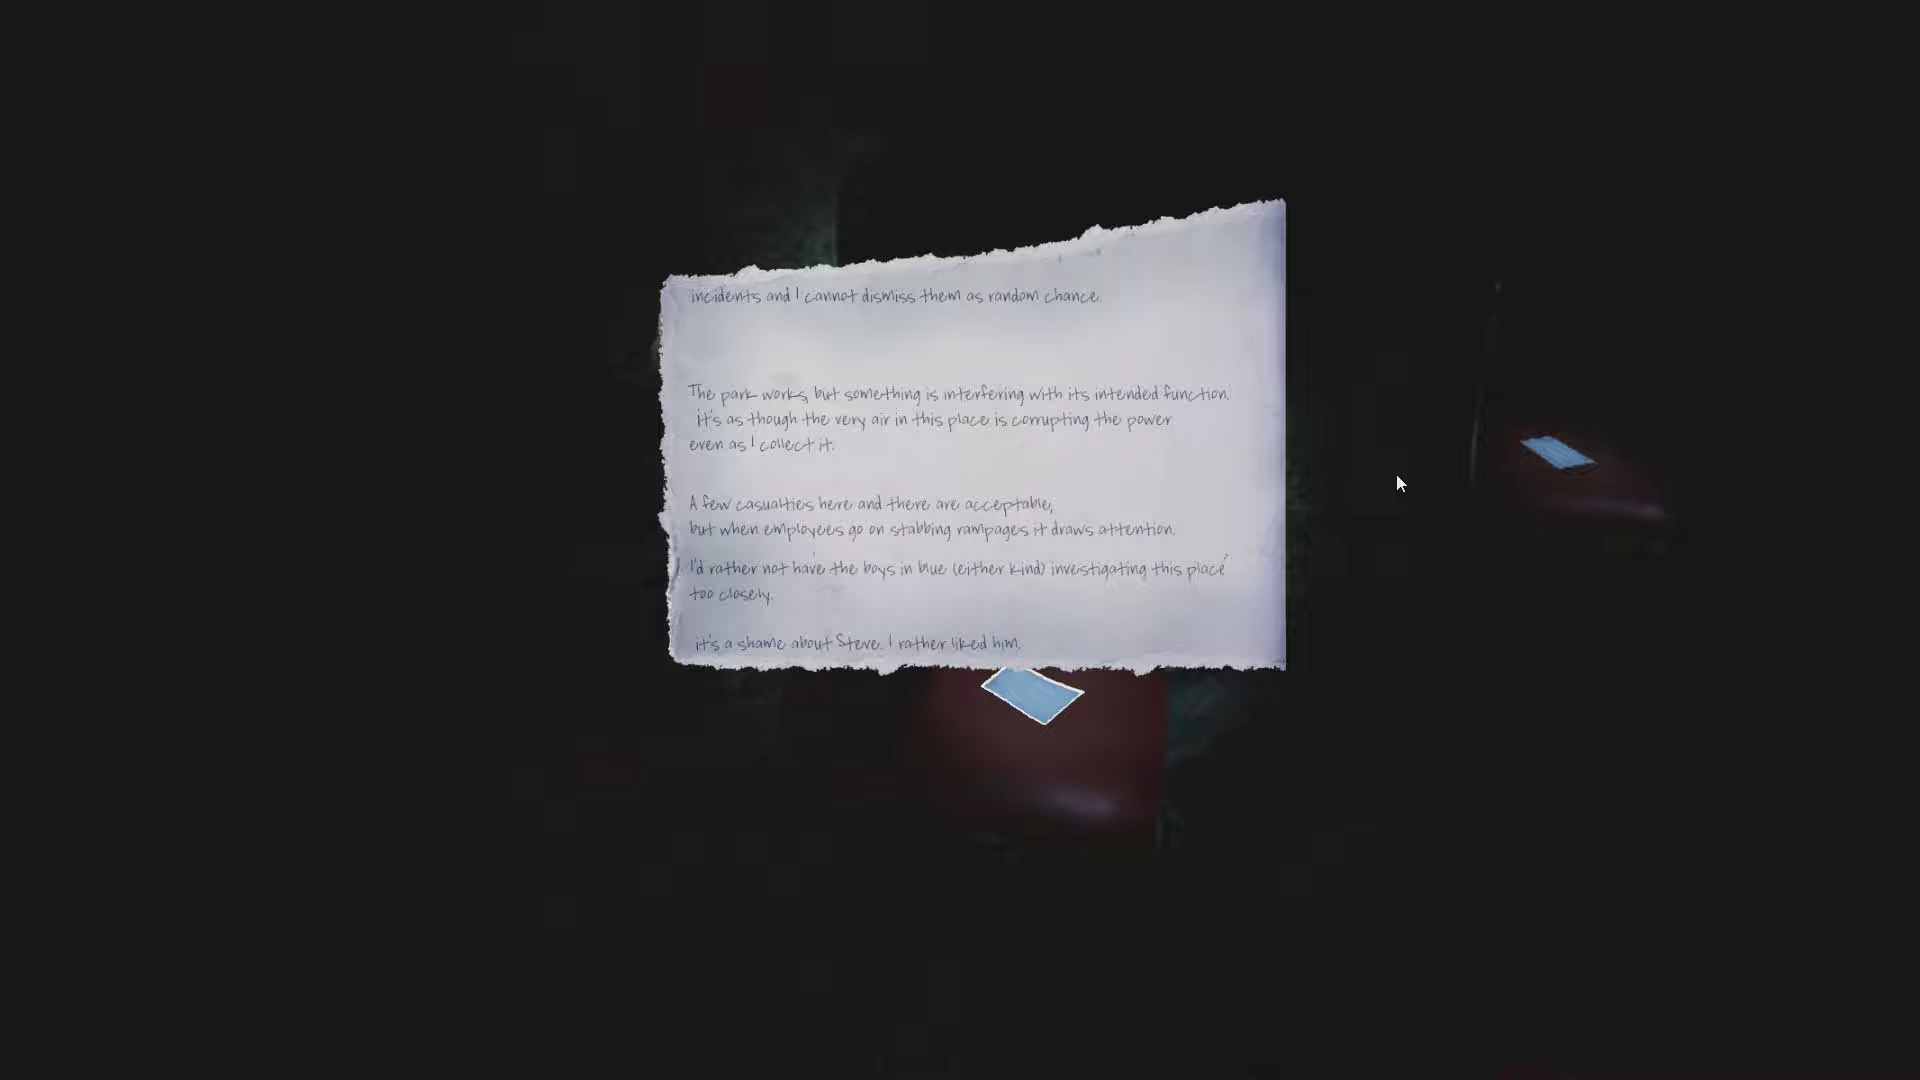 incidents and I cannot dismiss them as random chance.
The park works, but something is interfering with its intended function.
it's as though the very air in this place is corrupting the power
even as I collect it.
A few casualties here and there are acceptable,
but when employees go on stabbing rampages it draws attention.
I'd rather not have the boys in blue (either kind) investigating this place
too closely.
it's a shame about Steve. I rather liked him.